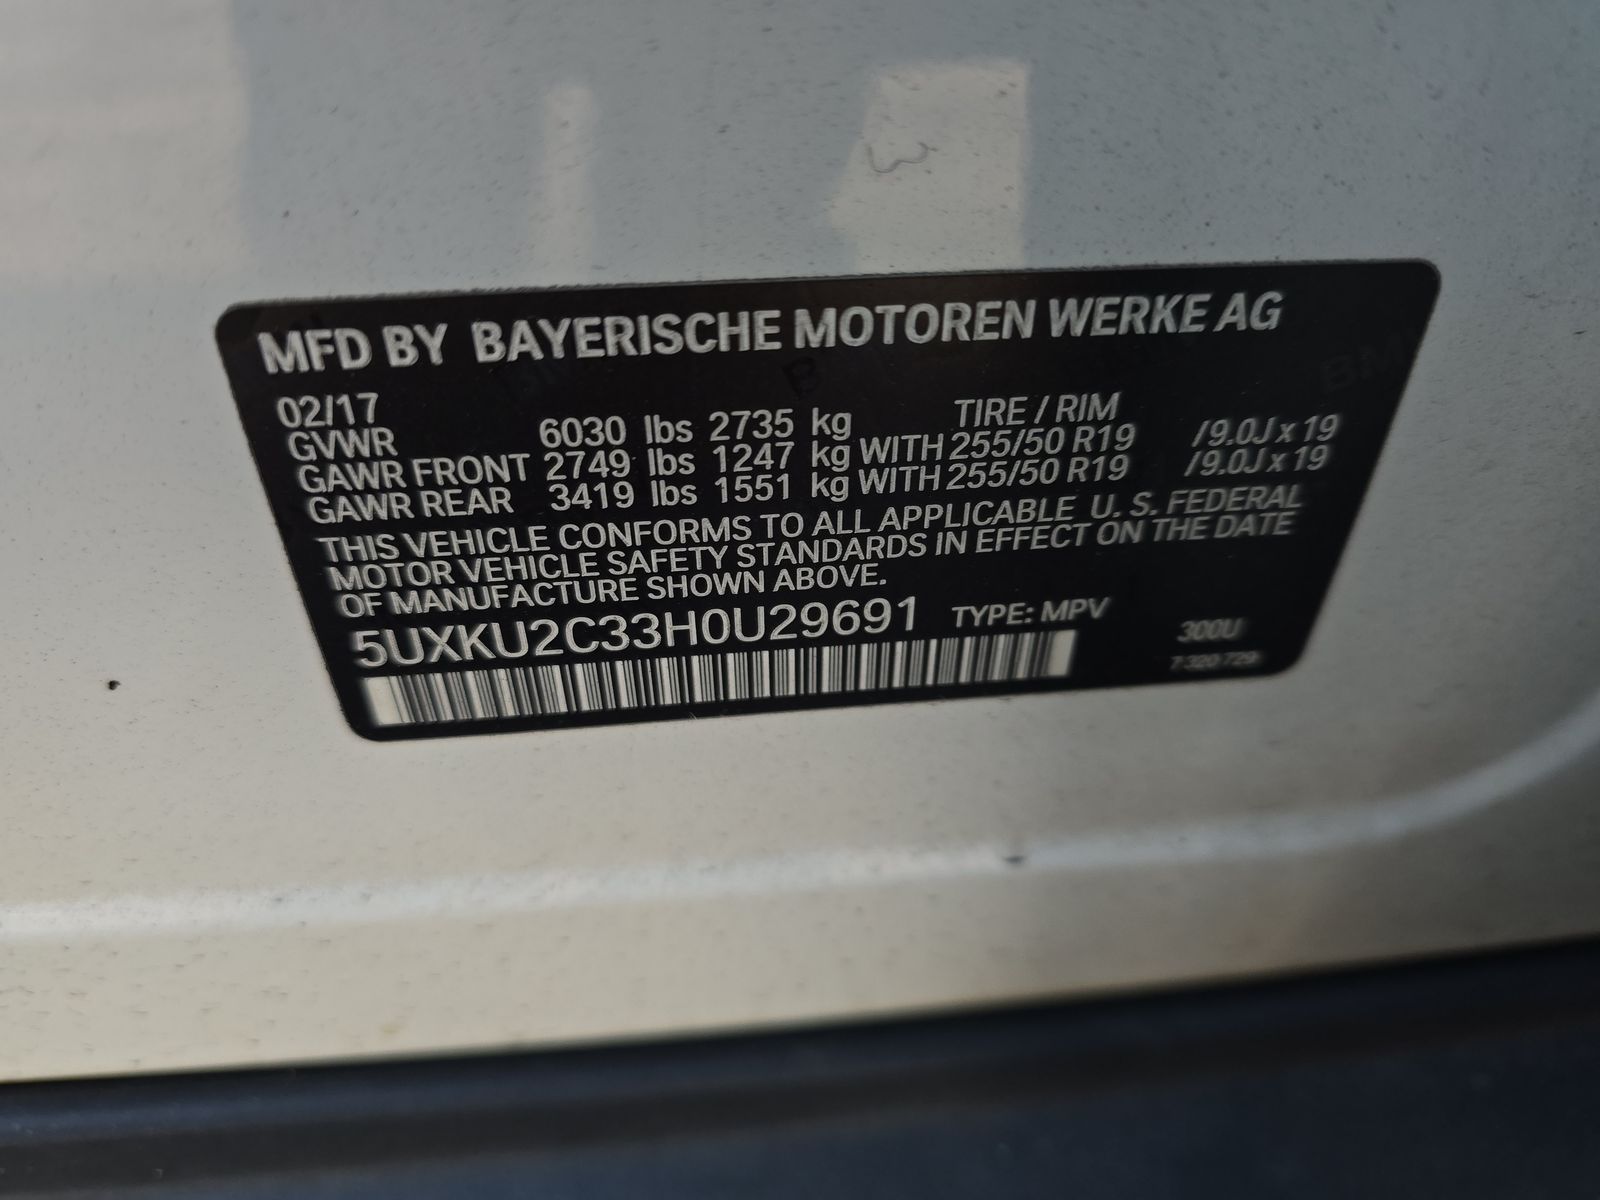 MFD BY BAYERISCHE MOTOREN WERKE AG
02/17 TIRE / RIM
GVWR 6030 lbs 2735 kg
GAWR FRONT 2749 lbs 1247 kg WITH 255/50 R19 /9.0J x 19
GAWR REAR 3419 lbs 1551 kg WITH 255/50 R19 /9.0J x 19
THIS VEHICLE CONFORMS TO ALL APPLICABLE U. S. FEDERAL
MOTOR VEHICLE SAFETY STANDARDS IN EFFECT ON THE DATE
OF MANUFACTURE SHOWN ABOVE.
5UXKU2C33H0U29691 TYPE: MPV 300U
7 320 729